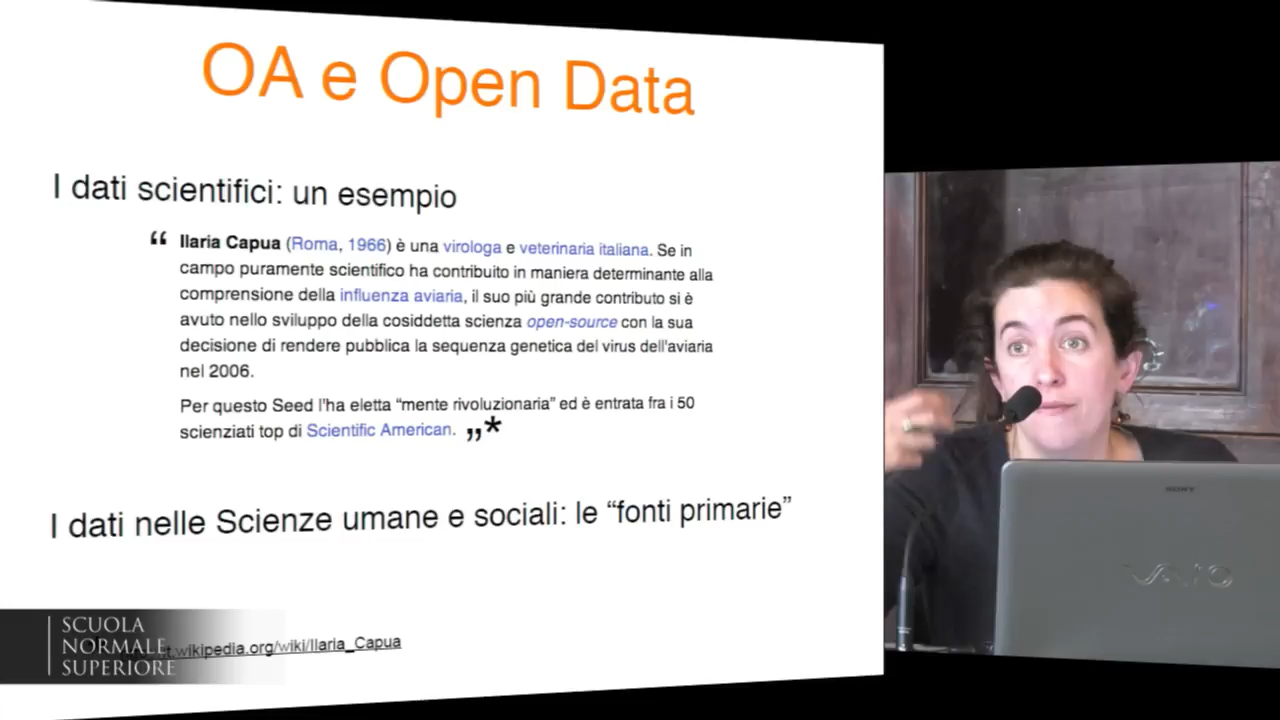 OA e Open Data
I dati scientifici: un esempio
“ Ilaria Capua (Roma, 1966) è una virologa e veterinaria italiana. Se in
campo puramente scientifico ha contribuito in maniera determinante alla
comprensione della influenza aviaria, il suo più grande contributo si è
avuto nello sviluppo della cosiddetta scienza open-source con la sua
decisione di rendere pubblica la sequenza genetica del virus dell'aviaria
nel 2006.
Per questo Seed l'ha eletta “mente rivoluzionaria” ed è entrata fra i 50
scienziati top di Scientific American. „*
I dati nelle Scienze umane e sociali: le “fonti primarie”
it.wikipedia.org/wiki/Ilaria_Capua
SCUOLA
NORMALE
SUPERIORE
SONY
VAIO